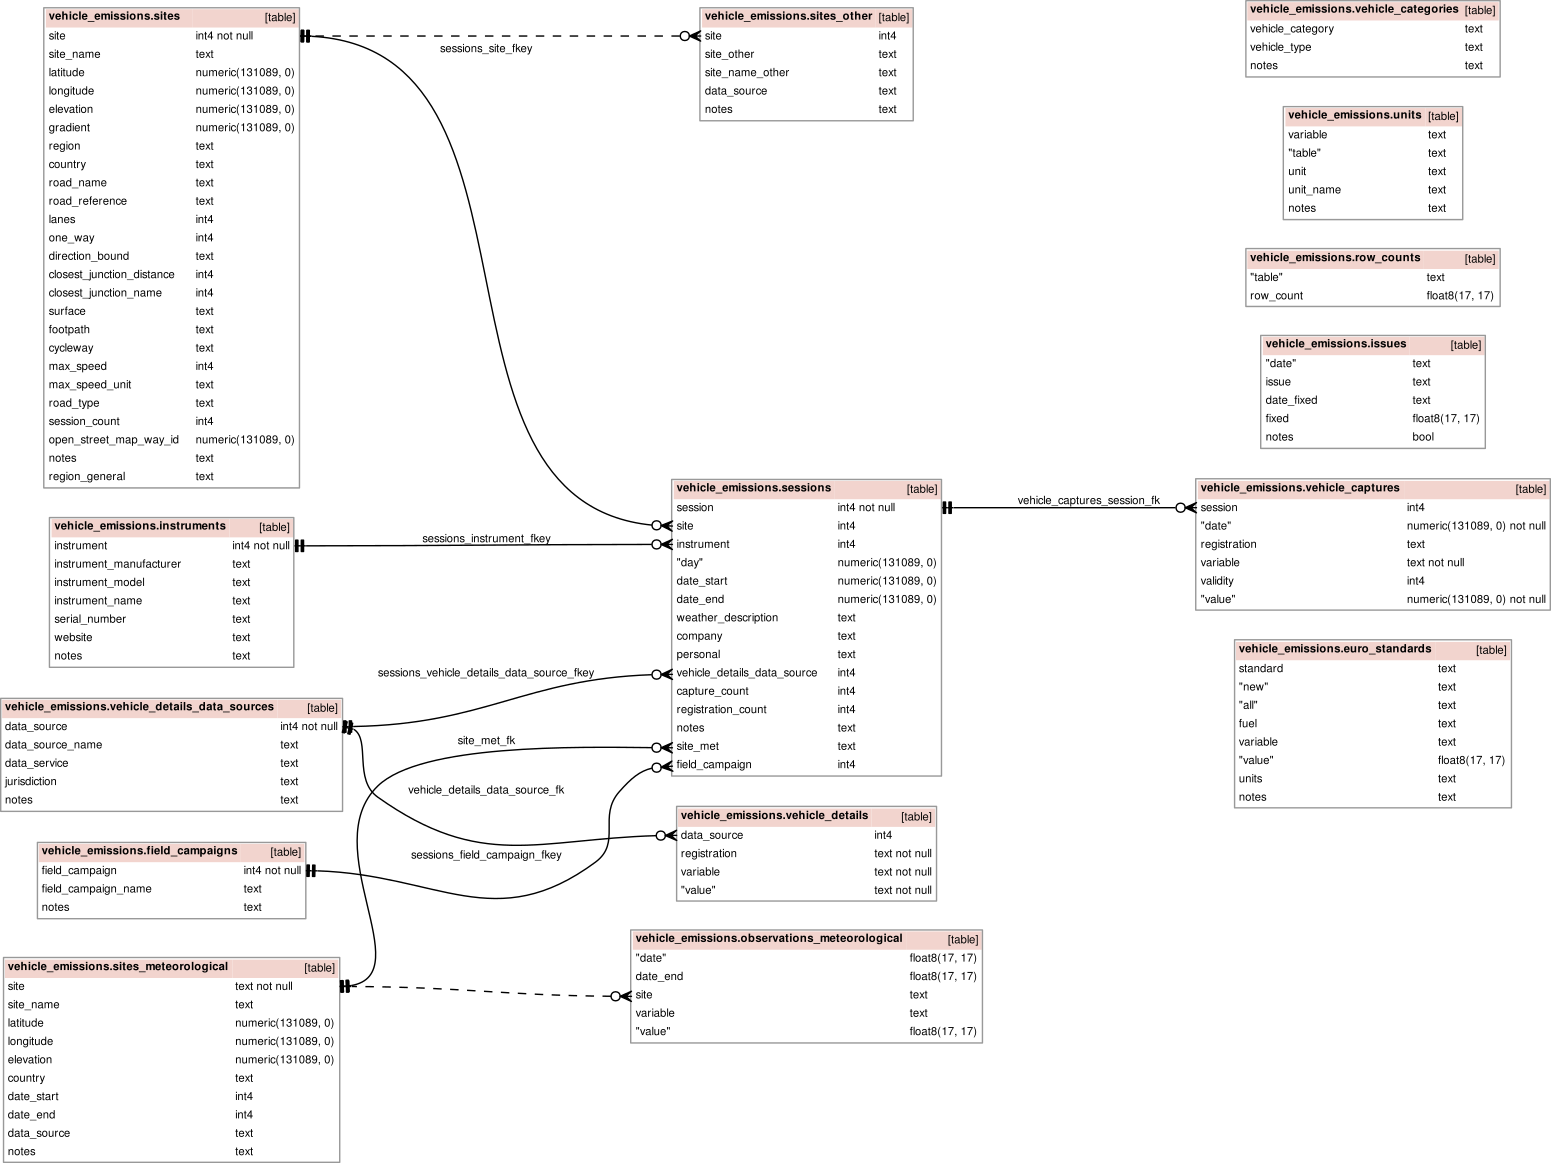 vehicle_emissions.sites [table]
site int4 not null
site_name text
latitude numeric(131089, 0)
longitude numeric(131089, 0)
elevation numeric(131089, 0)
gradient numeric(131089, 0)
region text
country text
road_name text
road_reference text
lanes int4
one_way int4
direction_bound text
closest_junction_distance int4
closest_junction_name int4
surface text
footpath text
cycleway text
max_speed int4
max_speed_unit text
road_type text
session_count int4
open_street_map_way_id numeric(131089, 0)
notes text
region_general text
vehicle_emissions.instruments [table]
instrument int4 not null
instrument_manufacturer text
instrument_model text
instrument_name text
serial_number text
website text
notes text
vehicle_emissions.vehicle_details_data_sources [table]
data_source int4 not null
data_source_name text
data_service text
jurisdiction text
notes text
vehicle_emissions.field_campaigns [table]
field_campaign int4 not null
field_campaign_name text
notes text
vehicle_emissions.sites_meteorological [table]
site text not null
site_name text
latitude numeric(131089, 0)
longitude numeric(131089, 0)
elevation numeric(131089, 0)
country text
date_start int4
date_end int4
data_source text
notes text
sessions_site_fkey
sessions_instrument_fkey
sessions_vehicle_details_data_source_fkey
site_met_fk
vehicle_details_data_source_fk
sessions_field_campaign_fkey
vehicle_emissions.sites_other [table]
site int4
site_other text
site_name_other text
data_source text
notes text
vehicle_emissions.sessions [table]
session int4 not null
site int4
instrument int4
"day" numeric(131089, 0)
date_start numeric(131089, 0)
date_end numeric(131089, 0)
weather_description text
company text
personal text
vehicle_details_data_source int4
capture_count int4
registration_count int4
notes text
site_met text
field_campaign int4
vehicle_emissions.vehicle_details [table]
data_source int4
registration text not null
variable text not null
"value" text not null
vehicle_emissions.observations_meteorological [table]
"date" float8(17, 17)
date_end float8(17, 17)
site text
variable text
"value" float8(17, 17)
vehicle_captures_session_fk
vehicle_emissions.vehicle_categories [table]
vehicle_category text
vehicle_type text
notes text
vehicle_emissions.units [table]
variable text
"table" text
unit text
unit_name text
notes text
vehicle_emissions.row_counts [table]
"table" text
row_count float8(17, 17)
vehicle_emissions.issues [table]
"date" text
issue text
date_fixed text
fixed float8(17, 17)
notes bool
vehicle_emissions.vehicle_captures [table]
session int4
"date" numeric(131089, 0) not null
registration text
variable text not null
validity int4
"value" numeric(131089, 0) not null
vehicle_emissions.euro_standards [table]
standard text
"new" text
"all" text
fuel text
variable text
"value" float8(17, 17)
units text
notes text